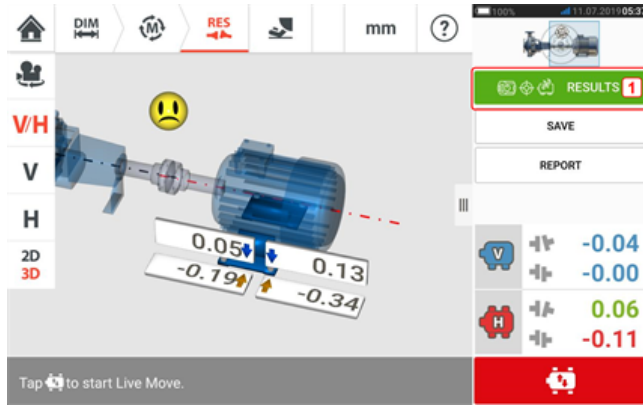 DIM
M
RES
mm
?
100% 11.07.2019 05:37
RESULTS 1
SAVE
REPORT
V/H
V
H
2D
3D
0.05
0.13
-0.19
-0.34
V -0.04
-0.00
H 0.06
-0.11
Tap to start Live Move.